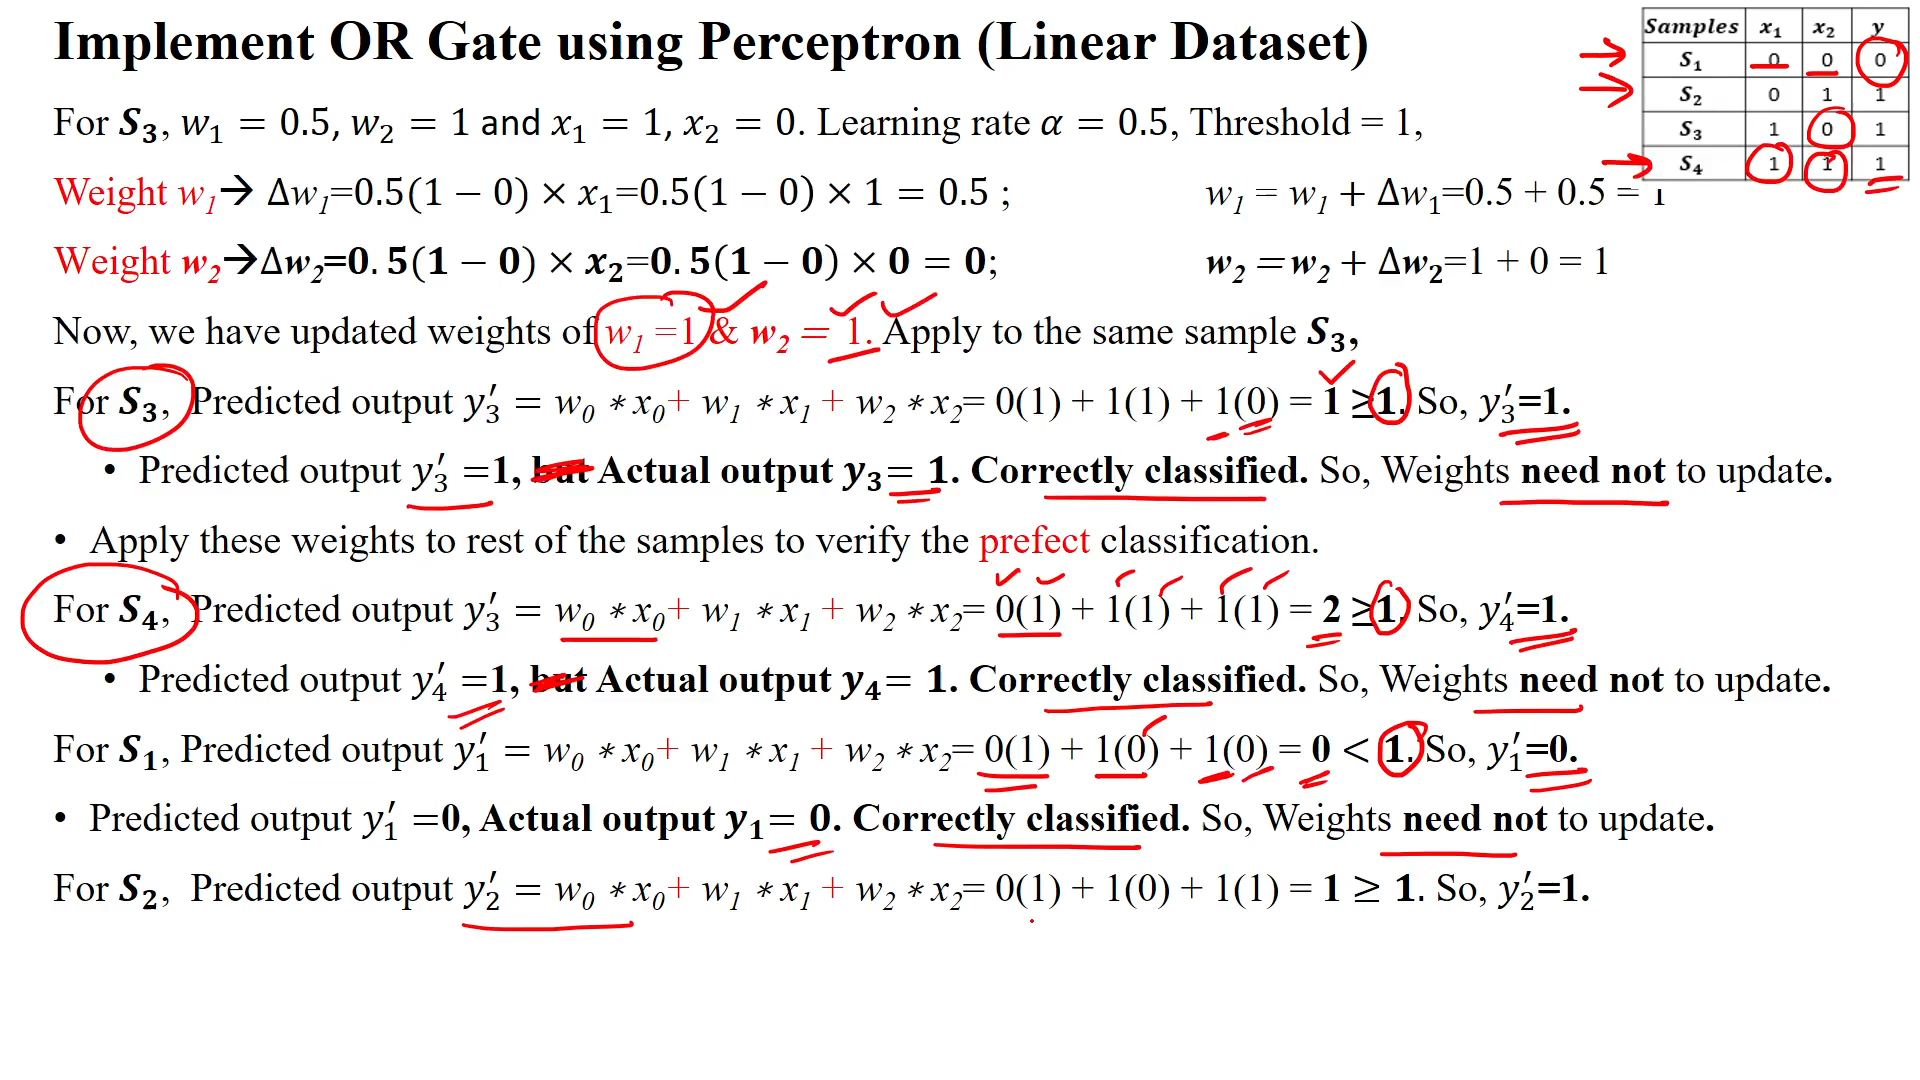 Implement OR Gate using Perceptron (Linear Dataset)
Samples x₁ x₂ y
S₁ 0 0 0
S₂ 0 1 1
S₃ 1 0 1
S₄ 1 1 1
For S₃, w₁ = 0.5, w₂ = 1 and x₁ = 1, x₂ = 0. Learning rate α = 0.5, Threshold = 1,
Weight w₁→ Δw₁=0.5(1 − 0) × x₁=0.5(1 − 0) × 1 = 0.5 ; w₁ = w₁ + Δw₁=0.5 + 0.5 = 1
Weight w₂→Δw₂=0.5(1 − 0) × x₂=0.5(1 − 0) × 0 = 0; w₂ = w₂ + Δw₂=1 + 0 = 1
Now, we have updated weights of w₁ =1 & w₂ = 1. Apply to the same sample S₃,
For S₃, Predicted output y₃′ = w₀ * x₀+ w₁ * x₁ + w₂ * x₂= 0(1) + 1(1) + 1(0) = 1 ≥1. So, y₃′=1.
• Predicted output y₃′ =1, but Actual output y₃= 1. Correctly classified. So, Weights need not to update.
• Apply these weights to rest of the samples to verify the prefect classification.
For S₄, Predicted output y₃′ = w₀ * x₀+ w₁ * x₁ + w₂ * x₂= 0(1) + 1(1) + 1(1) = 2 ≥1. So, y₄′=1.
• Predicted output y₄′ =1, but Actual output y₄= 1. Correctly classified. So, Weights need not to update.
For S₁, Predicted output y₁′ = w₀ * x₀+ w₁ * x₁ + w₂ * x₂= 0(1) + 1(0) + 1(0) = 0 < 1. So, y₁′=0.
• Predicted output y₁′ =0, Actual output y₁= 0. Correctly classified. So, Weights need not to update.
For S₂, Predicted output y₂′ = w₀ * x₀+ w₁ * x₁ + w₂ * x₂= 0(1) + 1(0) + 1(1) = 1 ≥ 1. So, y₂′=1.